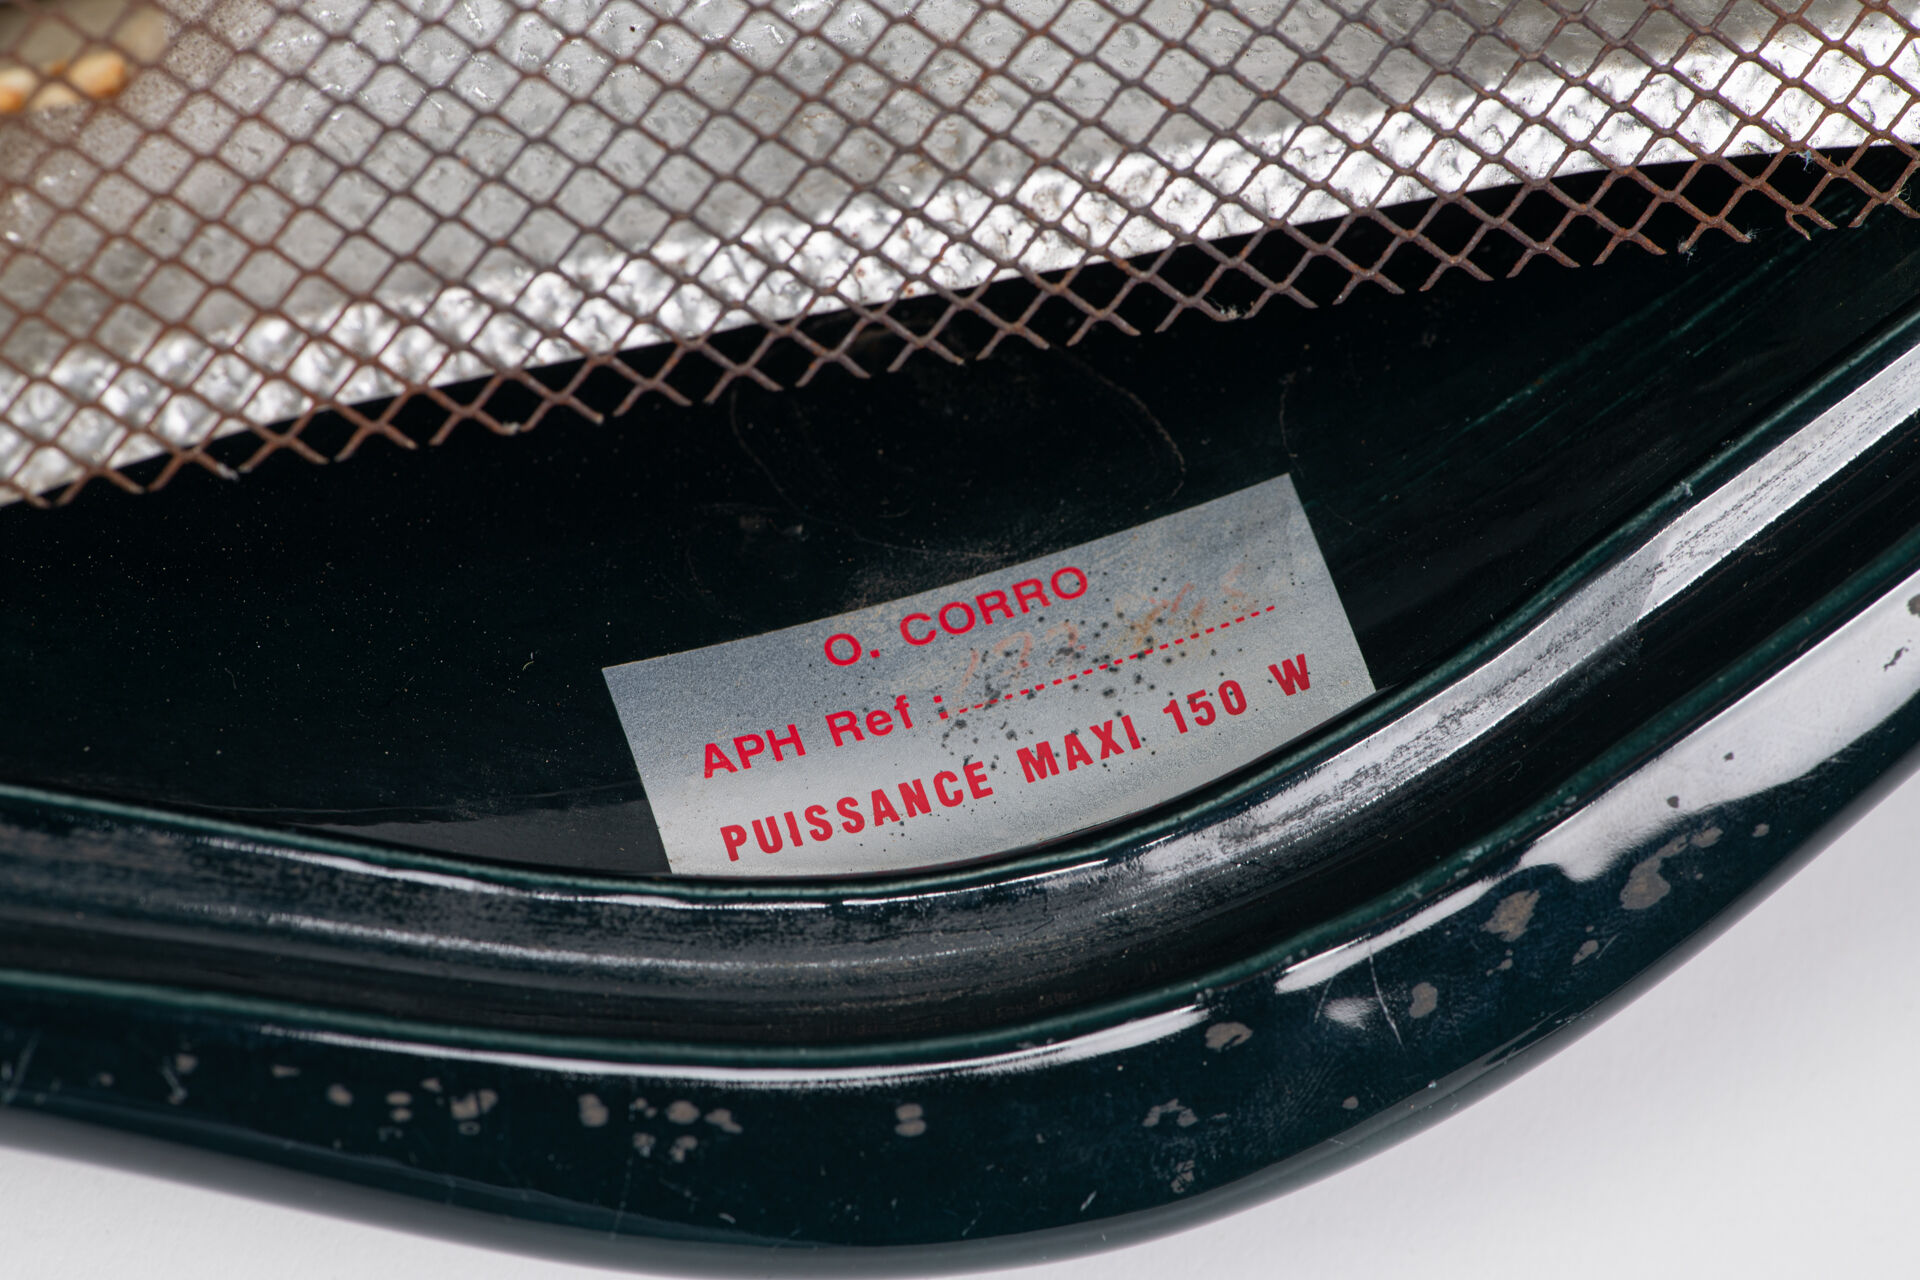 O. CORRO
APH Ref :
PUISSANCE MAXI 150 W